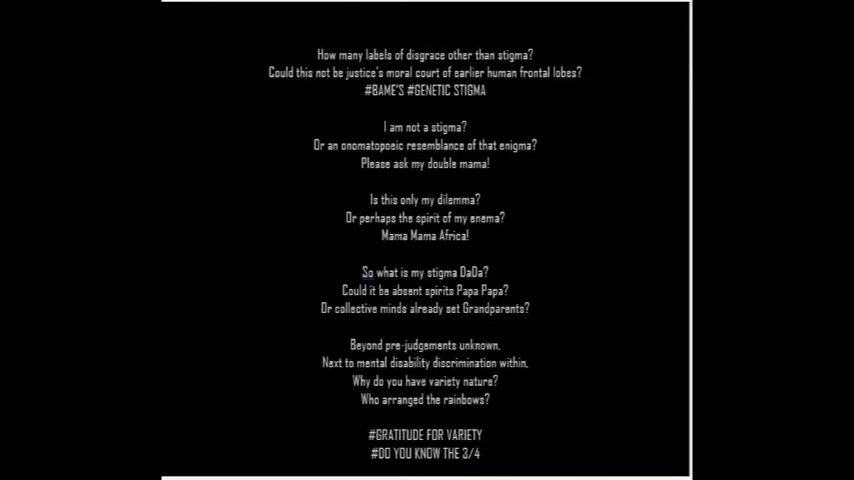 How many labels of disgrace other than stigma?
Could this not be justice's moral court of earlier human frontal lobes?
#BAME'S #GENETIC STIGMA
I am not a stigma?
Or an onomatopoeic resemblance of that enigma?
Please ask my double mama!
Is this only my dilemma?
Or perhaps the spirit of my enema?
Mama Mama Africa!
So what is my stigma DaDa?
Could it be absent spirits Papa Papa?
Or collective minds already set Grandparents?
Beyond pre-judgements unknown,
Next to mental disability discrimination within,
Why do you have variety nature?
Who arranged the rainbows?
#GRATITUDE FOR VARIETY
#DO YOU KNOW THE 3/4